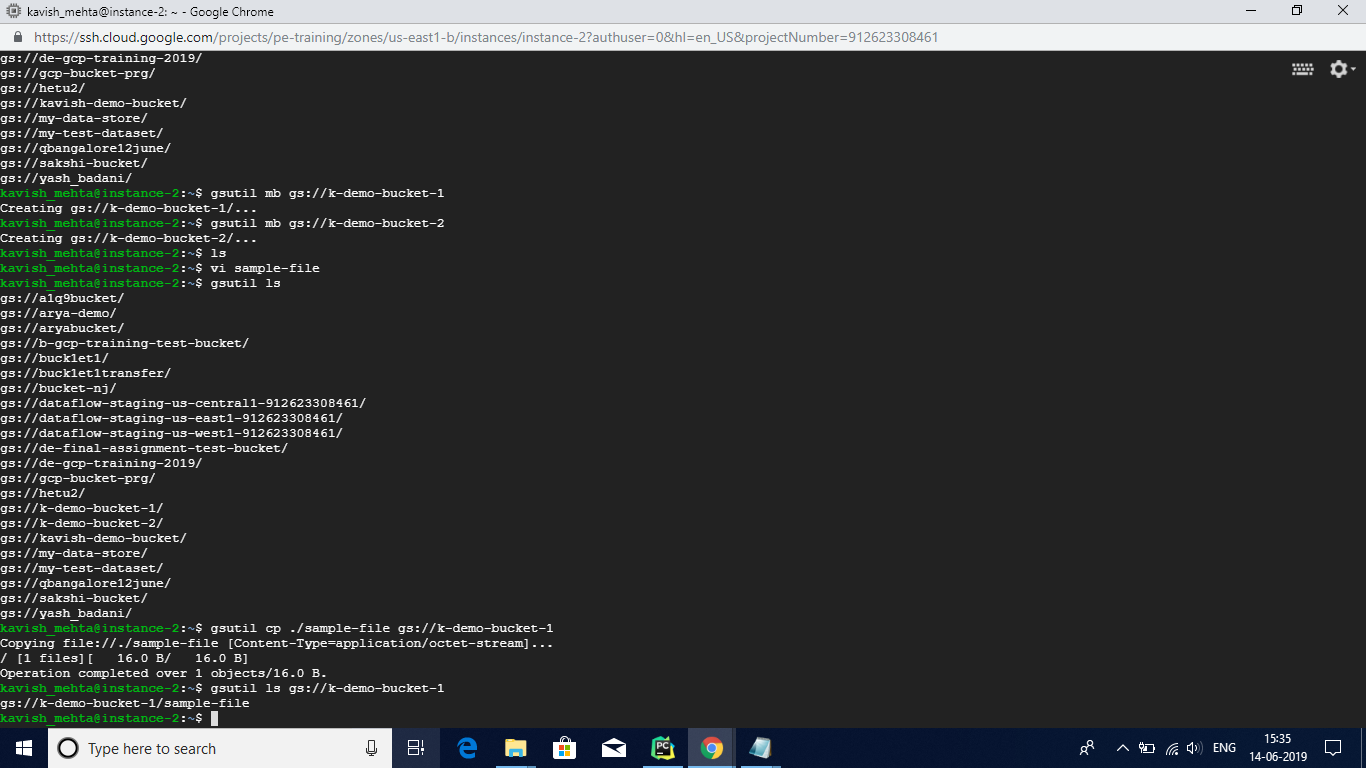 kavish_mehta@instance-2: ~ - Google Chrome
https://ssh.cloud.google.com/projects/pe-training/zones/us-east1-b/instances/instance-2?authuser=0&hl=en_US&projectNumber=912623308461
gs://de-gcp-training-2019/
gs://gcp-bucket-prg/
gs://hetu2/
gs://kavish-demo-bucket/
gs://my-data-store/
gs://my-test-dataset/
gs://qbangalore12june/
gs://sakshi-bucket/
gs://yash_badani/
kavish_mehta@instance-2:~$ gsutil mb gs://k-demo-bucket-1
Creating gs://k-demo-bucket-1/...
kavish_mehta@instance-2:~$ gsutil mb gs://k-demo-bucket-2
Creating gs://k-demo-bucket-2/...
kavish_mehta@instance-2:~$ ls
kavish_mehta@instance-2:~$ vi sample-file
kavish_mehta@instance-2:~$ gsutil ls
gs://a1q9bucket/
gs://arya-demo/
gs://aryabucket/
gs://b-gcp-training-test-bucket/
gs://buck1et1/
gs://buck1et1transfer/
gs://bucket-nj/
gs://dataflow-staging-us-central1-912623308461/
gs://dataflow-staging-us-east1-912623308461/
gs://dataflow-staging-us-west1-912623308461/
gs://de-final-assignment-test-bucket/
gs://de-gcp-training-2019/
gs://gcp-bucket-prg/
gs://hetu2/
gs://k-demo-bucket-1/
gs://k-demo-bucket-2/
gs://kavish-demo-bucket/
gs://my-data-store/
gs://my-test-dataset/
gs://qbangalore12june/
gs://sakshi-bucket/
gs://yash_badani/
kavish_mehta@instance-2:~$ gsutil cp ./sample-file gs://k-demo-bucket-1
Copying file://./sample-file [Content-Type=application/octet-stream]...
/ [1 files][   16.0 B/   16.0 B]
Operation completed over 1 objects/16.0 B.
kavish_mehta@instance-2:~$ gsutil ls gs://k-demo-bucket-1
gs://k-demo-bucket-1/sample-file
kavish_mehta@instance-2:~$
Type here to search
PC
ENG
15:35
14-06-2019